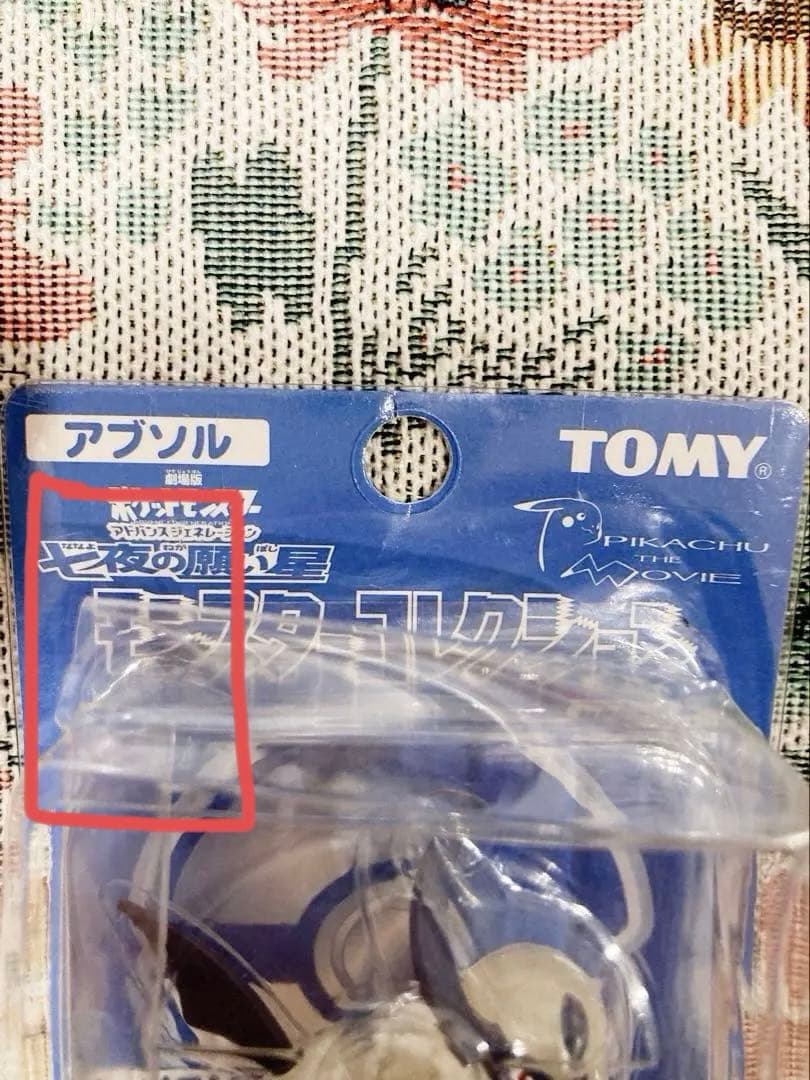 アブソル
TOMY®
劇場版
ポケットモンスター
アドバンスジェネレーション
七夜の願い星
PIKACHU
THE
MOVIE
モンスターコレクション